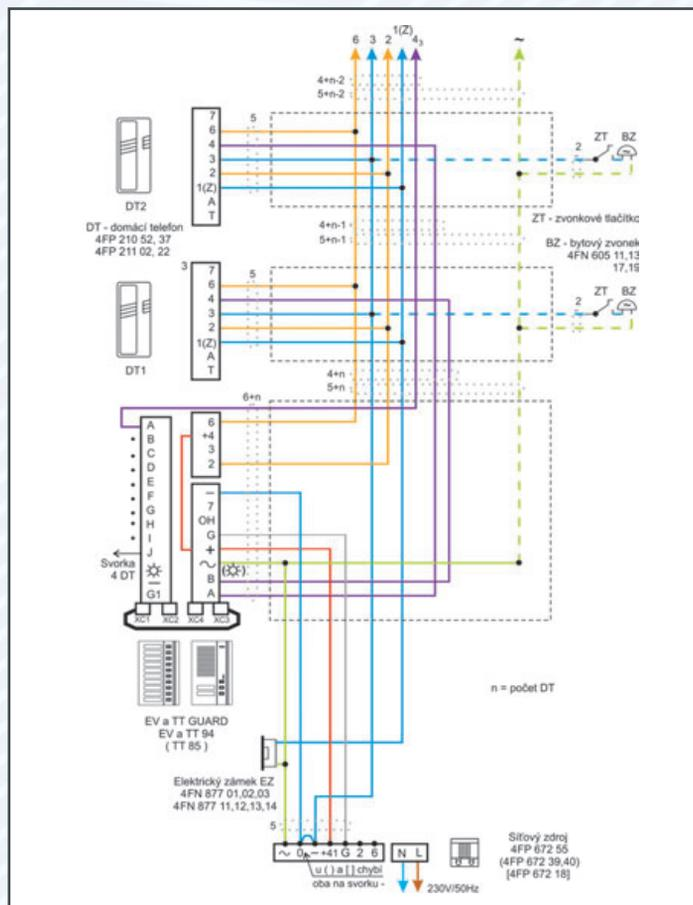 6 3 2 1(Z) 4₃ ~
4+n-2
5+n-2
7
6
4
3
2
1(Z)
A
T
5
2
ZT BZ
DT2
DT - domácí telefon
4FP 210 52, 37
4FP 211 02, 22
ZT - zvonkové tlačítko
4+n-1
5+n-1
BZ - bytový zvonek
4FN 605 11,13
17,19
3
7
6
4
3
2
1(Z)
A
T
5
2
ZT BZ
DT1
4+n
5+n
6+n
A
B
C
D
E
F
G
H
I
J
G1
Svorka
4 DT
6
+4
3
2
–
7
OH
G
+
~
B
A
XC1 XC2 XC4 XC3
EV a TT GUARD
EV a TT 94
( TT 85 )
n = počet DT
Elektrický zámek EZ
4FN 877 01,02,03
4FN 877 11,12,13,14
5
~ 0 – +41 G 2 6
N L
u ( ) a [ ] chybí
oba na svorku -
230V/50Hz
Síťový zdroj
4FP 672 55
(4FP 672 39,40)
[4FP 672 18]